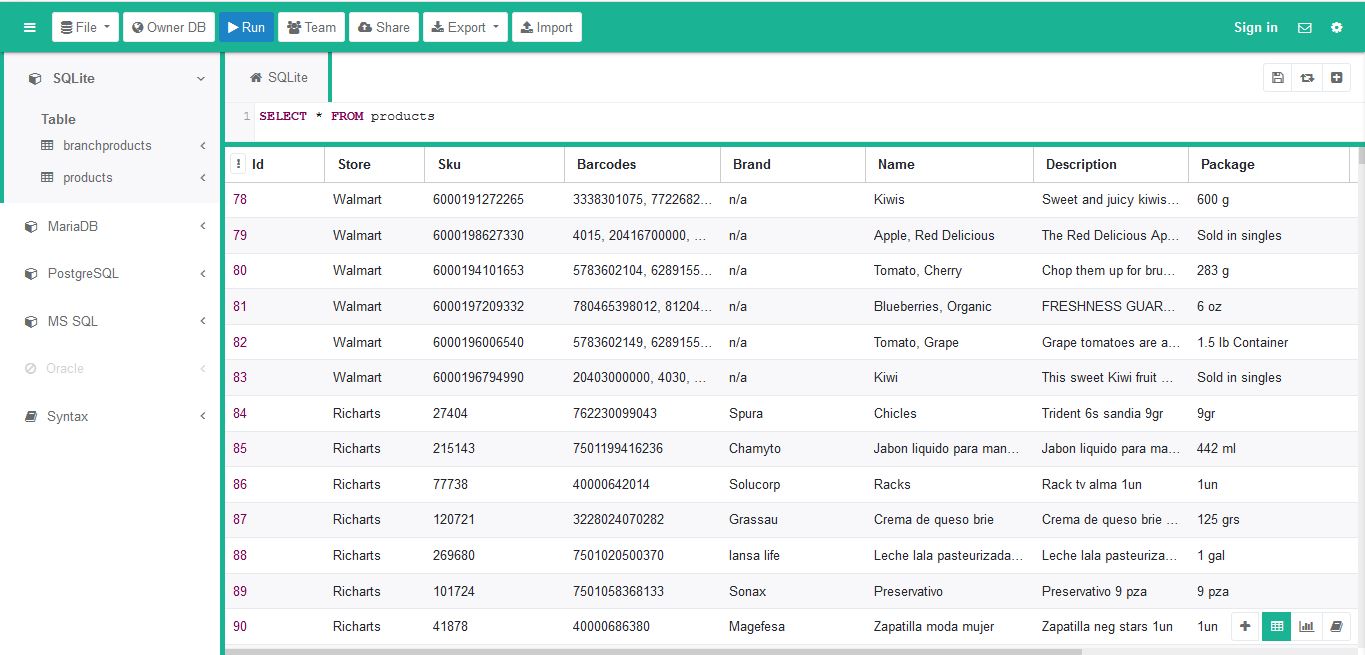 File Owner DB Run Team Share Export Import Sign in
SQLite
Table
branchproducts
products
MariaDB
PostgreSQL
MS SQL
Oracle
Syntax
SQLite
1 SELECT * FROM products
Id Store Sku Barcodes Brand Name Description Package
78 Walmart 6000191272265 3338301075, 7722682... n/a Kiwis Sweet and juicy kiwis... 600 g
79 Walmart 6000198627330 4015, 20416700000, ... n/a Apple, Red Delicious The Red Delicious Ap... Sold in singles
80 Walmart 6000194101653 5783602104, 6289155... n/a Tomato, Cherry Chop them up for bru... 283 g
81 Walmart 6000197209332 780465398012, 81204... n/a Blueberries, Organic FRESHNESS GUAR... 6 oz
82 Walmart 6000196006540 5783602149, 6289155... n/a Tomato, Grape Grape tomatoes are a... 1.5 lb Container
83 Walmart 6000196794990 20403000000, 4030, ... n/a Kiwi This sweet Kiwi fruit ... Sold in singles
84 Richarts 27404 762230099043 Spura Chicles Trident 6s sandia 9gr 9gr
85 Richarts 215143 7501199416236 Chamyto Jabon liquido para man... Jabon liquido para ma... 442 ml
86 Richarts 77738 40000642014 Solucorp Racks Rack tv alma 1un 1un
87 Richarts 120721 3228024070282 Grassau Crema de queso brie Crema de queso brie ... 125 grs
88 Richarts 269680 7501020500370 Iansa life Leche lala pasteurizada... Leche lala pasteuriza... 1 gal
89 Richarts 101724 7501058368133 Sonax Preservativo Preservativo 9 pza 9 pza
90 Richarts 41878 40000686380 Magefesa Zapatilla moda mujer Zapatilla neg stars 1un 1un